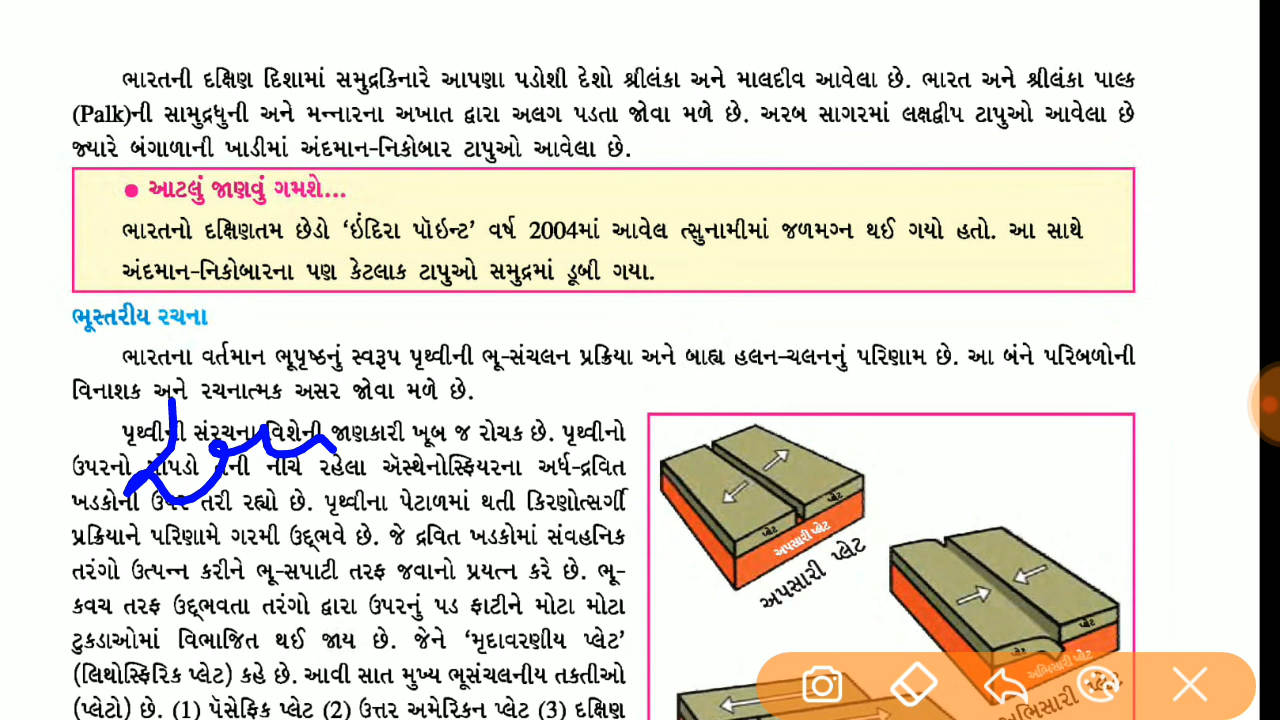 ભારતની દક્ષિણ દિશામાં સમુદ્રકિનારે આપણા પડોશી દેશો શ્રીલંકા અને માલદીવ આવેલા છે. ભારત અને શ્રીલંકા પાલ્ક
(Palk)ની સામુદ્રધુની અને મન્નારના અખાત દ્વારા અલગ પડતા જોવા મળે છે. અરબ સાગરમાં લક્ષદ્વીપ ટાપુઓ આવેલા છે
જ્યારે બંગાળાની ખાડીમાં અંદમાન-નિકોબાર ટાપુઓ આવેલા છે.
● આટલું જાણવું ગમશે...
ભારતનો દક્ષિણતમ છેડો ‘ઇંદિરા પૉઇન્ટ’ વર્ષ 2004માં આવેલ ત્સુનામીમાં જળમગ્ન થઈ ગયો હતો. આ સાથે
અંદમાન-નિકોબારના પણ કેટલાક ટાપુઓ સમુદ્રમાં ડૂબી ગયા.
ભૂસ્તરીય રચના
ભારતના વર્તમાન ભૂપૃષ્ઠનું સ્વરૂપ પૃથ્વીની ભૂ-સંચલન પ્રક્રિયા અને બાહ્ય હલન-ચલનનું પરિણામ છે. આ બંને પરિબળોની
વિનાશક અને રચનાત્મક અસર જોવા મળે છે.
પૃથ્વીની સંરચના વિશેની જાણકારી ખૂબ જ રોચક છે. પૃથ્વીનો
ઉપરનો પોપડો તેની નીચે રહેલા ઍસ્થેનોસ્ફિયરના અર્ધ-દ્રવિત
ખડકોની ઉપર તરી રહ્યો છે. પૃથ્વીના પેટાળમાં થતી કિરણોત્સર્ગી
પ્રક્રિયાને પરિણામે ગરમી ઉદ્ભવે છે. જે દ્રવિત ખડકોમાં સંવહનિક
તરંગો ઉત્પન્ન કરીને ભૂ-સપાટી તરફ જવાનો પ્રયત્ન કરે છે. ભૂ-
કવચ તરફ ઉદ્ભવતા તરંગો દ્વારા ઉપરનું પડ ફાટીને મોટા મોટા
ટુકડાઓમાં વિભાજિત થઈ જાય છે. જેને ‘મૃદાવરણીય પ્લેટ’
(લિથોસ્ફિરિક પ્લેટ) કહે છે. આવી સાત મુખ્ય ભૂસંચલનીય તકતીઓ
(પ્લેટો) છે. (1) પૅસેફિક પ્લેટ (2) ઉત્તર અમેરિકન પ્લેટ (3) દક્ષિણ
પ્લેટ
પ્લેટ
અપસારી પ્લેટ
અપસારી પ્લેટ
પ્લેટ
પ્લેટ
અભિસારી પ્લેટ
અભિસારી પ્લેટ